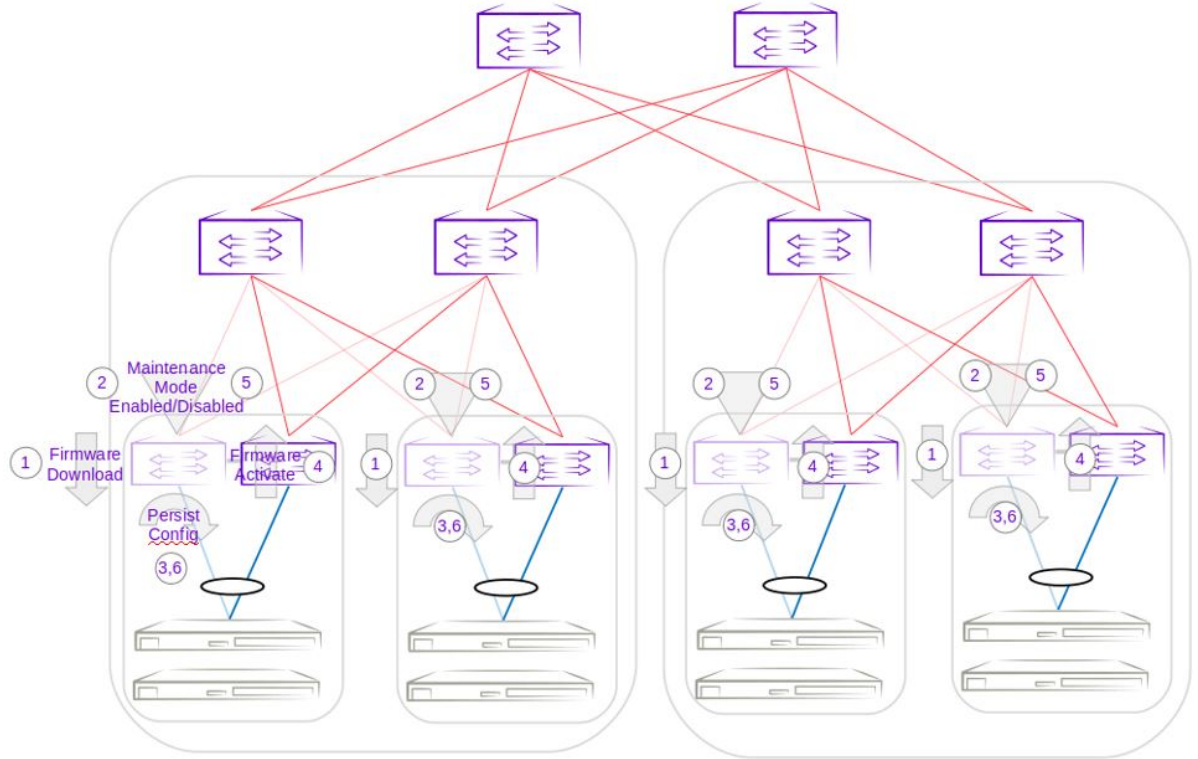 Maintenance
Mode
Enabled/Disabled
2
5
2
5
2
5
2
5
1
Firmware
Download
Firmware
Activate
4
1
4
1
4
1
4
Persist
Config
3,6
3,6
3,6
3,6